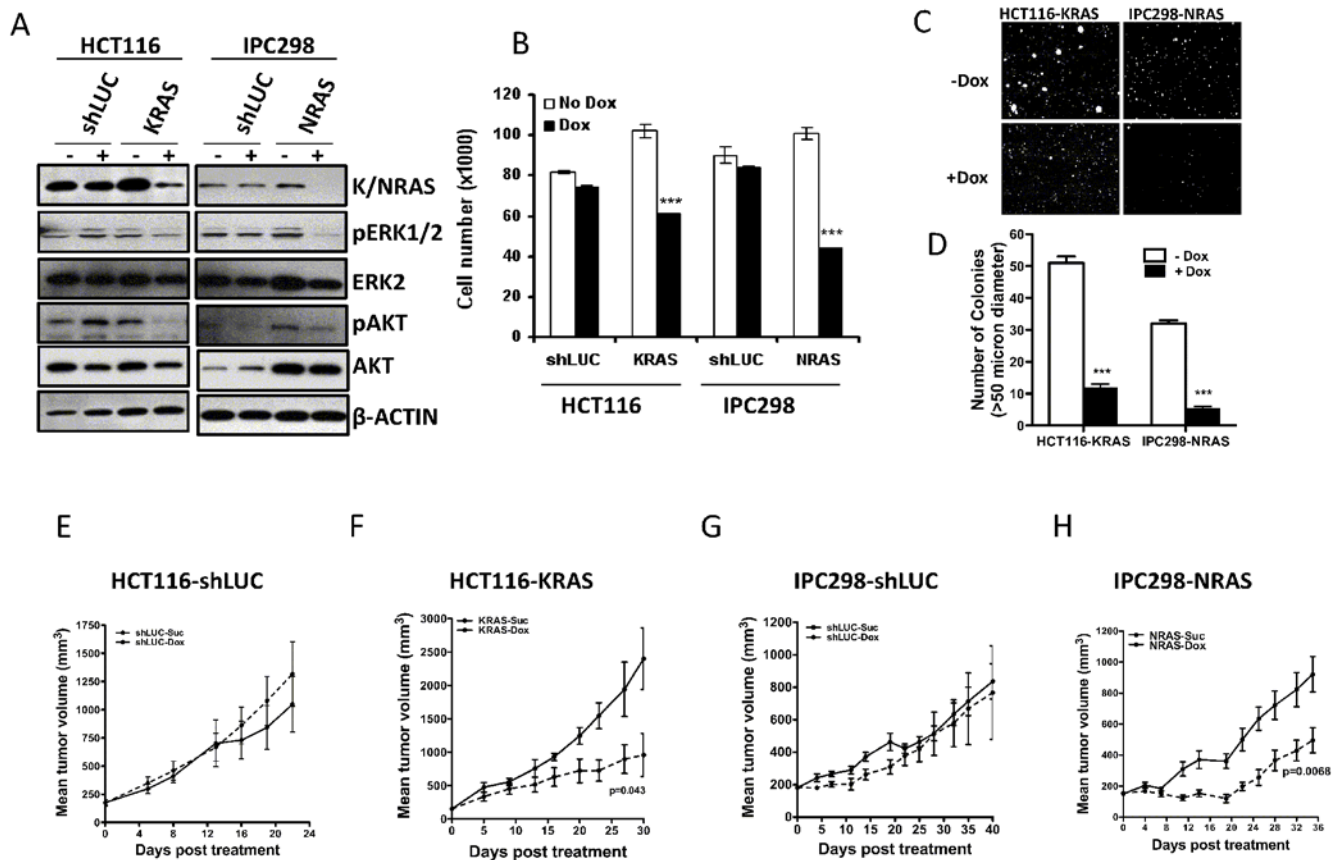 A
HCT116
IPC298
shLUC
KRAS
shLUC
NRAS
- + - +
- + - +
K/NRAS
pERK1/2
ERK2
pAKT
AKT
β-ACTIN
B
No Dox
Dox
Cell number (x1000)
120
100
80
60
40
20
0
***
***
shLUC
KRAS
shLUC
NRAS
HCT116
IPC298
C
HCT116-KRAS
IPC298-NRAS
-Dox
+Dox
D
- Dox
+ Dox
Number of Colonies
(>50 micron diameter)
60
50
40
30
20
10
0
***
***
HCT116-KRAS
IPC298-NRAS
E
HCT116-shLUC
shLUC-Suc
shLUC-Dox
Mean tumor volume (mm³)
1750
1500
1250
1000
750
500
250
0
0 4 8 12 16 20 24
Days post treatment
F
HCT116-KRAS
KRAS-Suc
KRAS-Dox
Mean tumor volume (mm³)
3000
2500
2000
1500
1000
500
0
p=0.043
0 5 10 15 20 25 30
Days post treatment
G
IPC298-shLUC
shLUC-Suc
shLUC-Dox
Mean tumor volume (mm³)
1000
800
600
400
200
0
0 5 10 15 20 25 30 35 40
Days post treatment
H
IPC298-NRAS
NRAS-Suc
NRAS-Dox
Mean tumor volume (mm³)
1200
1000
800
600
400
200
0
p=0.0068
0 4 8 12 16 20 24 28 32 36
Days post treatment